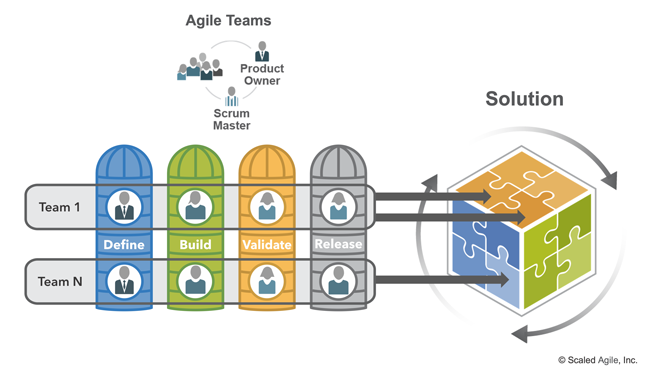 Agile Teams
Product
Owner
Scrum
Master
Solution
Team 1
Define
Build
Validate
Release
Team N
© Scaled Agile, Inc.